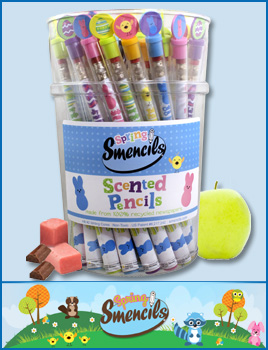 Spring
Smencils
Scented
Pencils
made from 100% recycled newspapers
Spring
Smencils